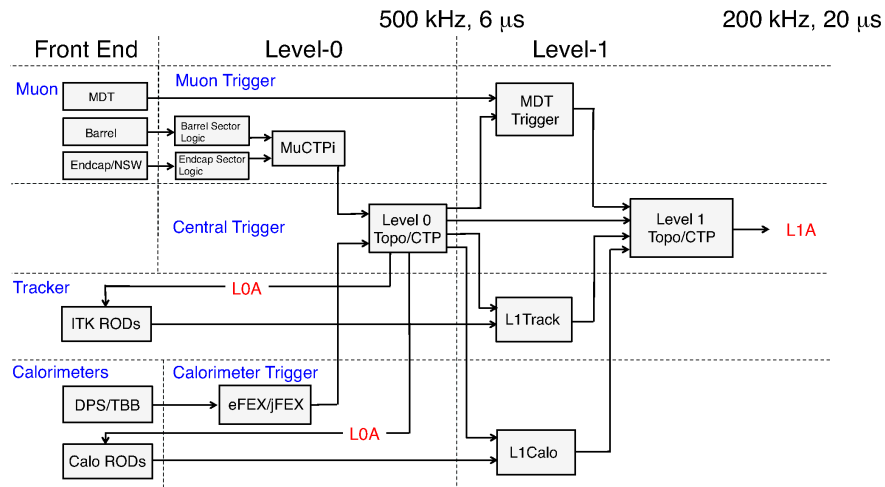 500 kHz, 6 µs
200 kHz, 20 µs
Front End
Level-0
Level-1
Muon
Muon Trigger
MDT
MDT
Trigger
Barrel
Barrel Sector
Logic
MuCTPi
Endcap/NSW
Endcap Sector
Logic
Central Trigger
Level 0
Topo/CTP
Level 1
Topo/CTP
L1A
Tracker
L0A
ITK RODs
L1Track
Calorimeters
Calorimeter Trigger
DPS/TBB
eFEX/jFEX
L0A
Calo RODs
L1Calo